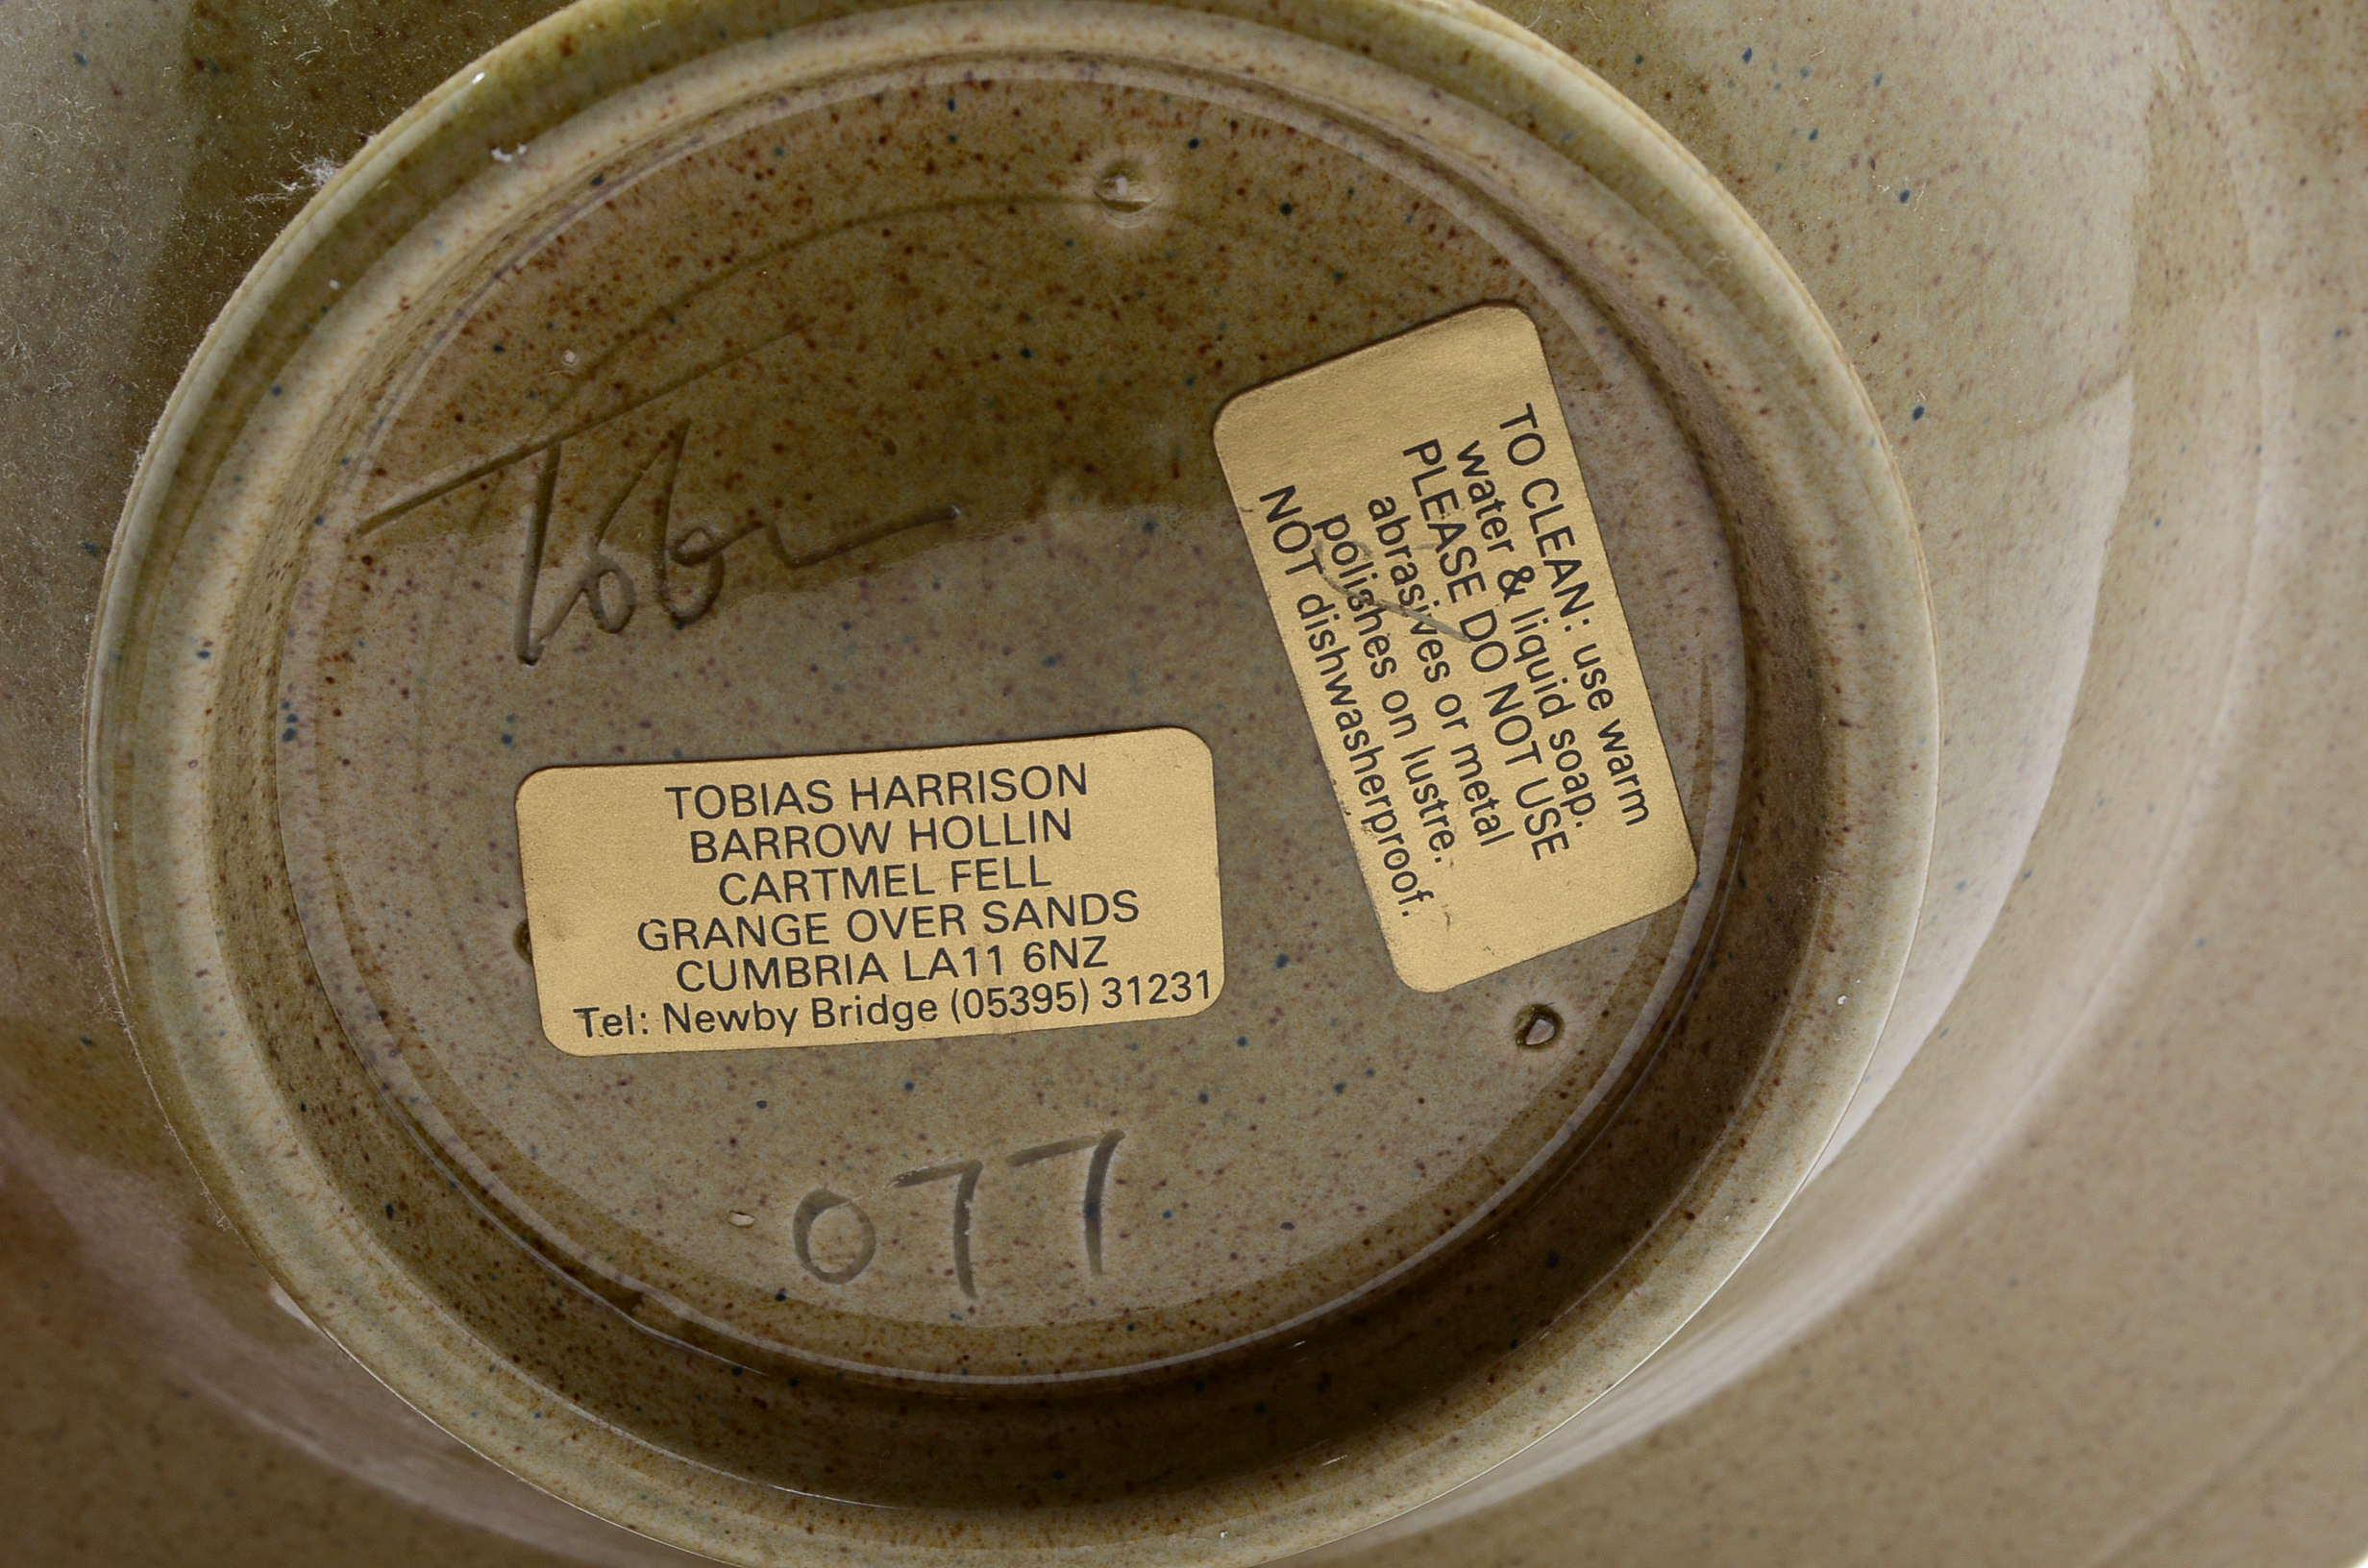 Tobi
TOBIAS HARRISON
BARROW HOLLIN
CARTMEL FELL
GRANGE OVER SANDS
CUMBRIA LA11 6NZ
Tel: Newby Bridge (05395) 31231
TO CLEAN: use warm
water & liquid soap.
PLEASE DO NOT USE
abrasives or metal
polishes on lustre.
NOT dishwasherproof.
077